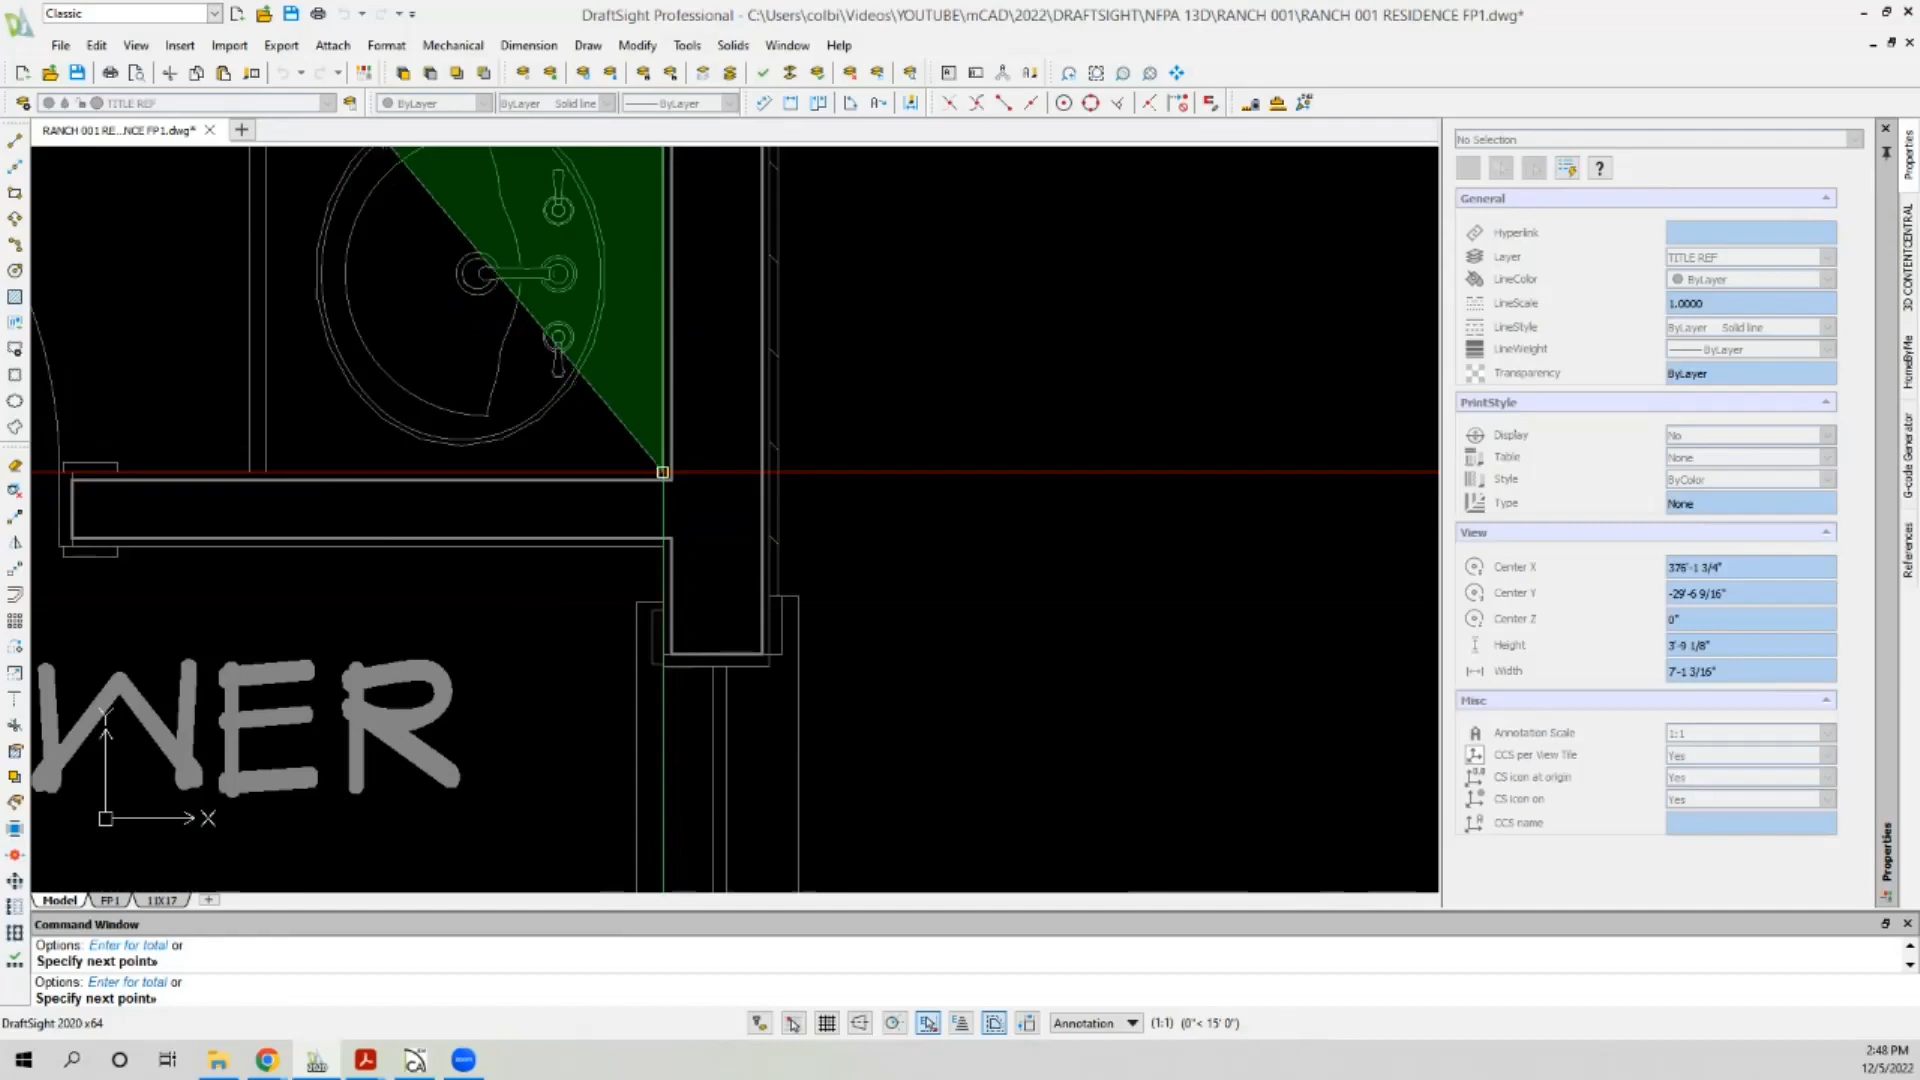 Classic
DraftSight Professional - C:\Users\colbi\Videos\YOUTUBE\mCAD\2022\DRAFTSIGHT\NFPA 13D\RANCH 001\RANCH 001 RESIDENCE FP1.dwg*
File Edit View Insert Import Export Attach Format Mechanical Dimension Draw Modify Tools Solids Window Help
TITLE REF ByLayer ByLayer Solid line ByLayer
RANCH 001 RE...NCE FP1.dwg*
No Selection
General
Hyperlink
Layer TITLE REF
LineColor ByLayer
LineScale 1.0000
LineStyle ByLayer Solid line
LineWeight ByLayer
Transparency ByLayer
PrintStyle
Display No
Table None
Style ByColor
Type None
View
Center X 376'-1 3/4"
Center Y -29'-6 9/16"
Center Z 0"
Height 3'-9 1/8"
Width 7'-1 3/16"
Misc
Annotation Scale 1:1
CCS per View Tile Yes
CS icon at origin Yes
CS icon on Yes
CCS name
Properties
3D CONTENTCENTRAL
HomeByMe
G-code Generator
References
Properties
WER
Y
X
Model FP1 11X17
Command Window
Options: Enter for total or
Specify next point»
Options: Enter for total or
Specify next point»
DraftSight 2020 x64
Annotation (1:1) (0"< 15' 0")
2:48 PM
12/5/2022